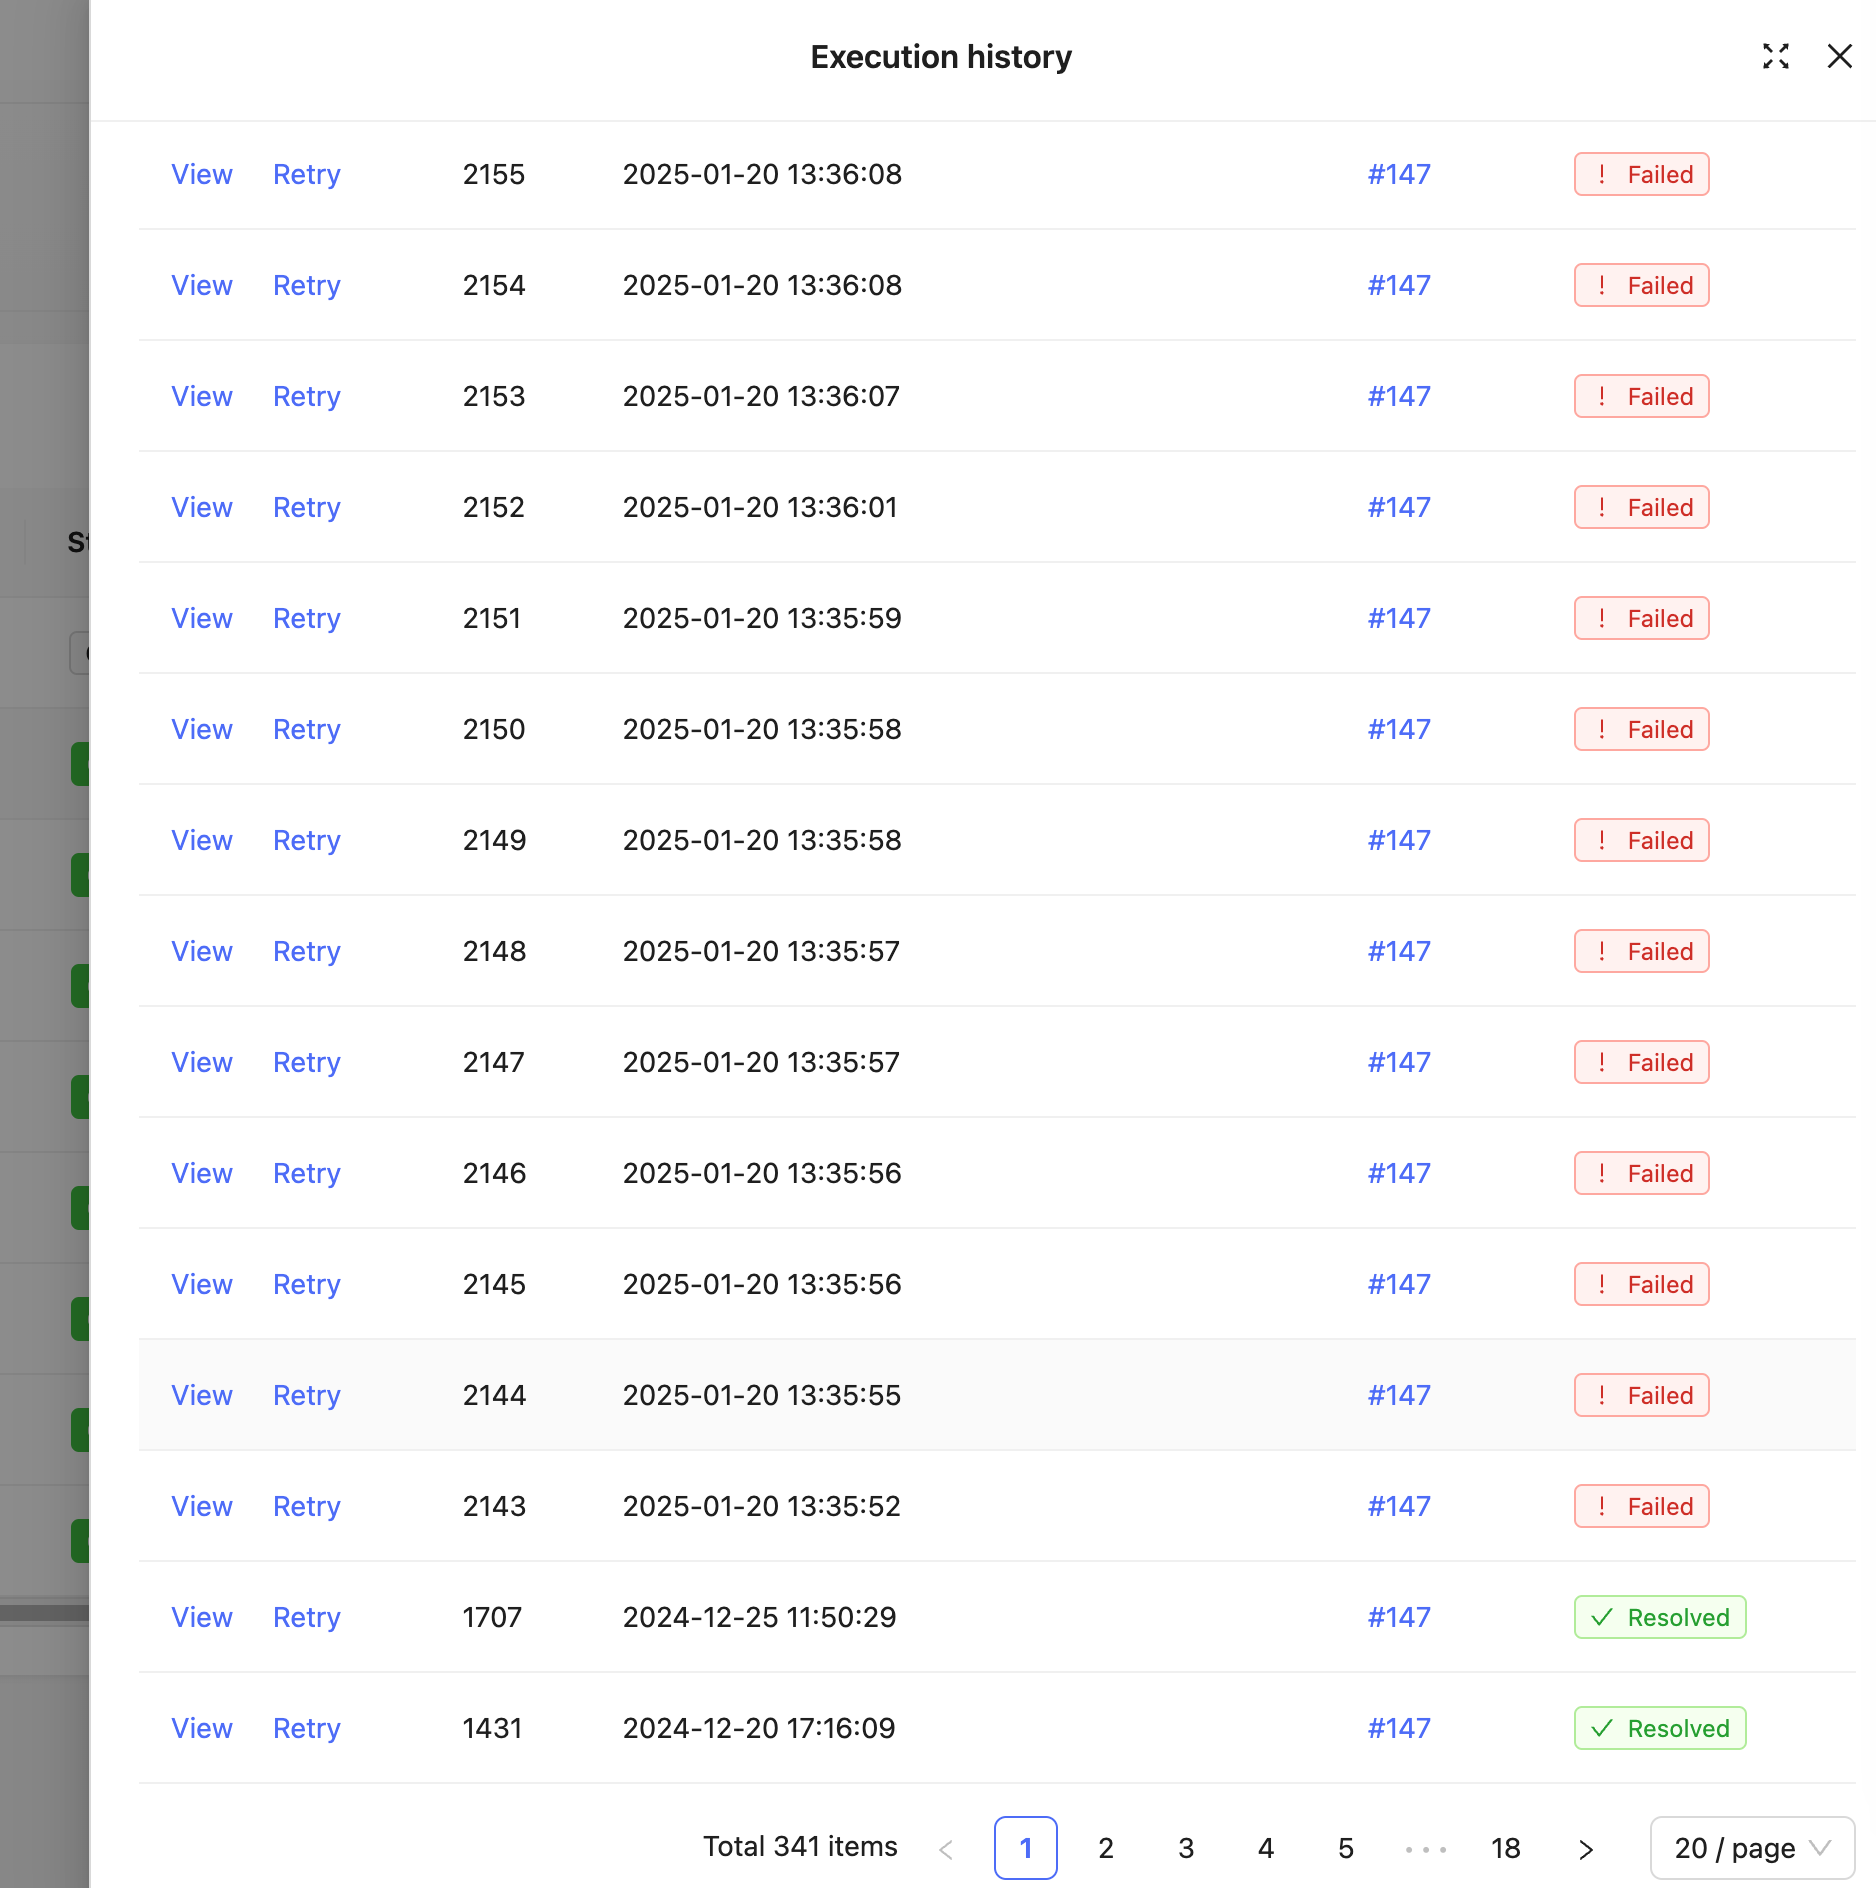 Execution history
View Retry 2155 2025-01-20 13:36:08 #147 ! Failed
View Retry 2154 2025-01-20 13:36:08 #147 ! Failed
View Retry 2153 2025-01-20 13:36:07 #147 ! Failed
View Retry 2152 2025-01-20 13:36:01 #147 ! Failed
View Retry 2151 2025-01-20 13:35:59 #147 ! Failed
View Retry 2150 2025-01-20 13:35:58 #147 ! Failed
View Retry 2149 2025-01-20 13:35:58 #147 ! Failed
View Retry 2148 2025-01-20 13:35:57 #147 ! Failed
View Retry 2147 2025-01-20 13:35:57 #147 ! Failed
View Retry 2146 2025-01-20 13:35:56 #147 ! Failed
View Retry 2145 2025-01-20 13:35:56 #147 ! Failed
View Retry 2144 2025-01-20 13:35:55 #147 ! Failed
View Retry 2143 2025-01-20 13:35:52 #147 ! Failed
View Retry 1707 2024-12-25 11:50:29 #147 ✓ Resolved
View Retry 1431 2024-12-20 17:16:09 #147 ✓ Resolved
Total 341 items < 1 2 3 4 5 ••• 18 > 20 / page